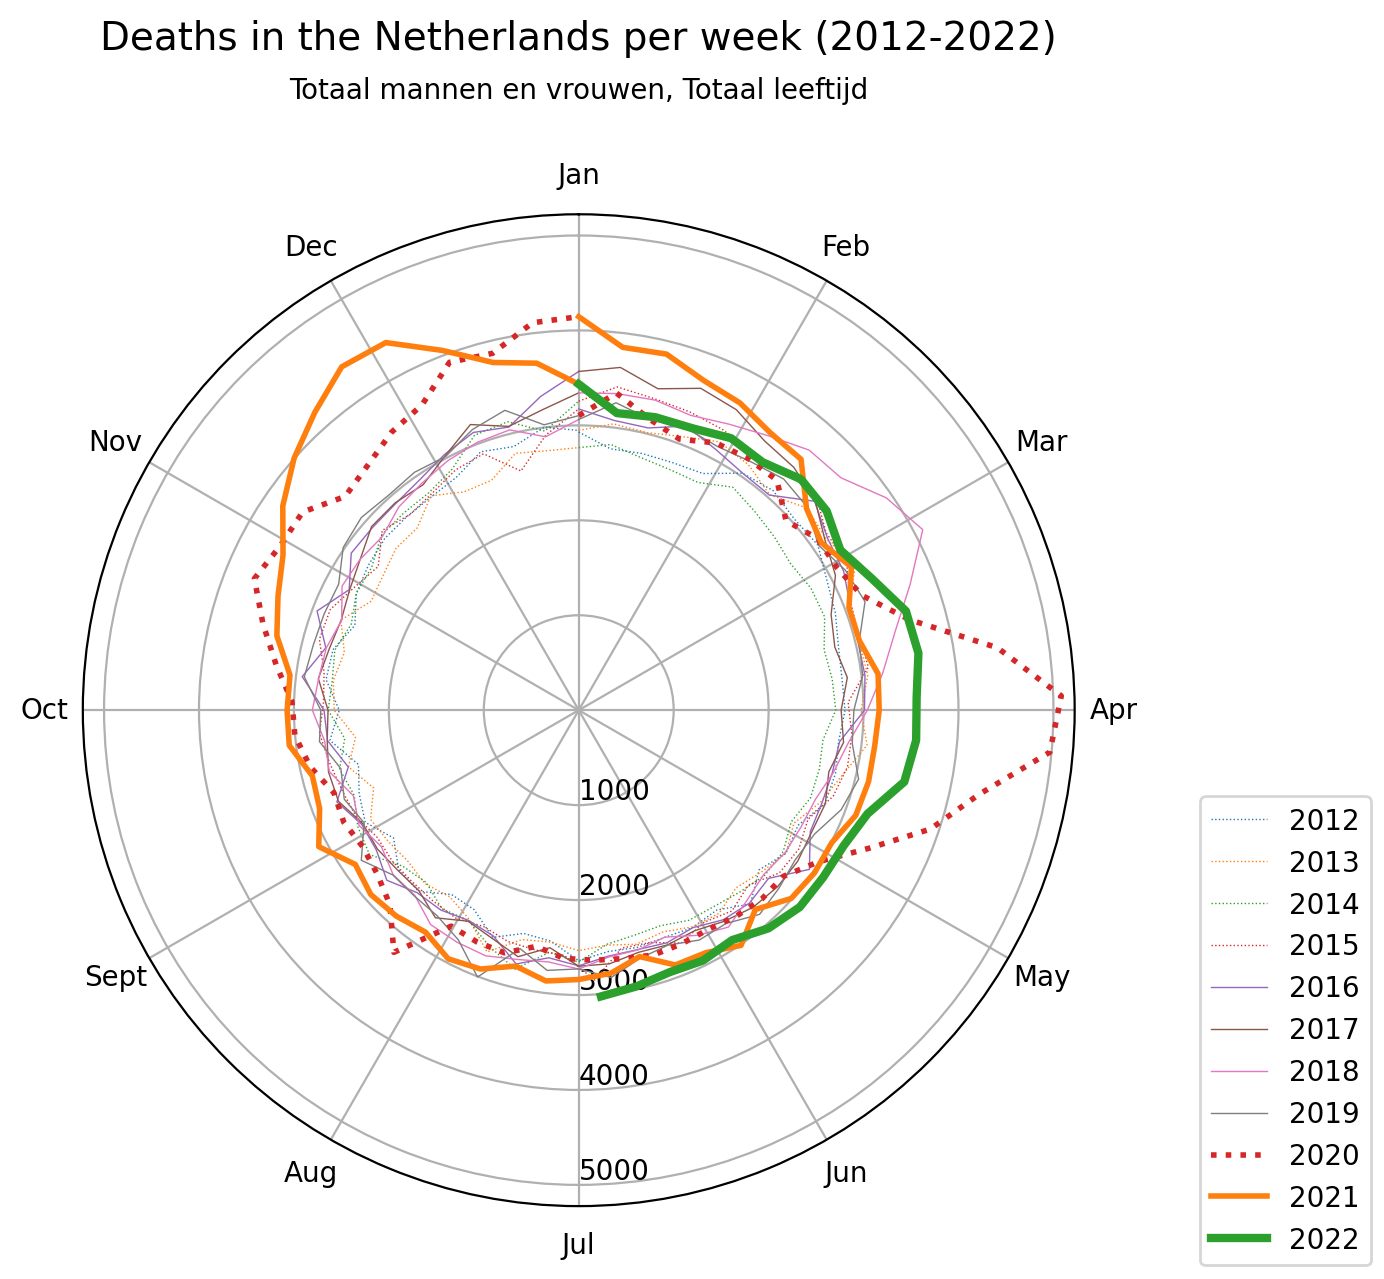 Deaths in the Netherlands per week (2012-2022)
Totaal mannen en vrouwen, Totaal leeftijd
Jan
Feb
Mar
Apr
May
Jun
Jul
Aug
Sept
Oct
Nov
Dec
1000
2000
3000
4000
5000
2012
2013
2014
2015
2016
2017
2018
2019
2020
2021
2022